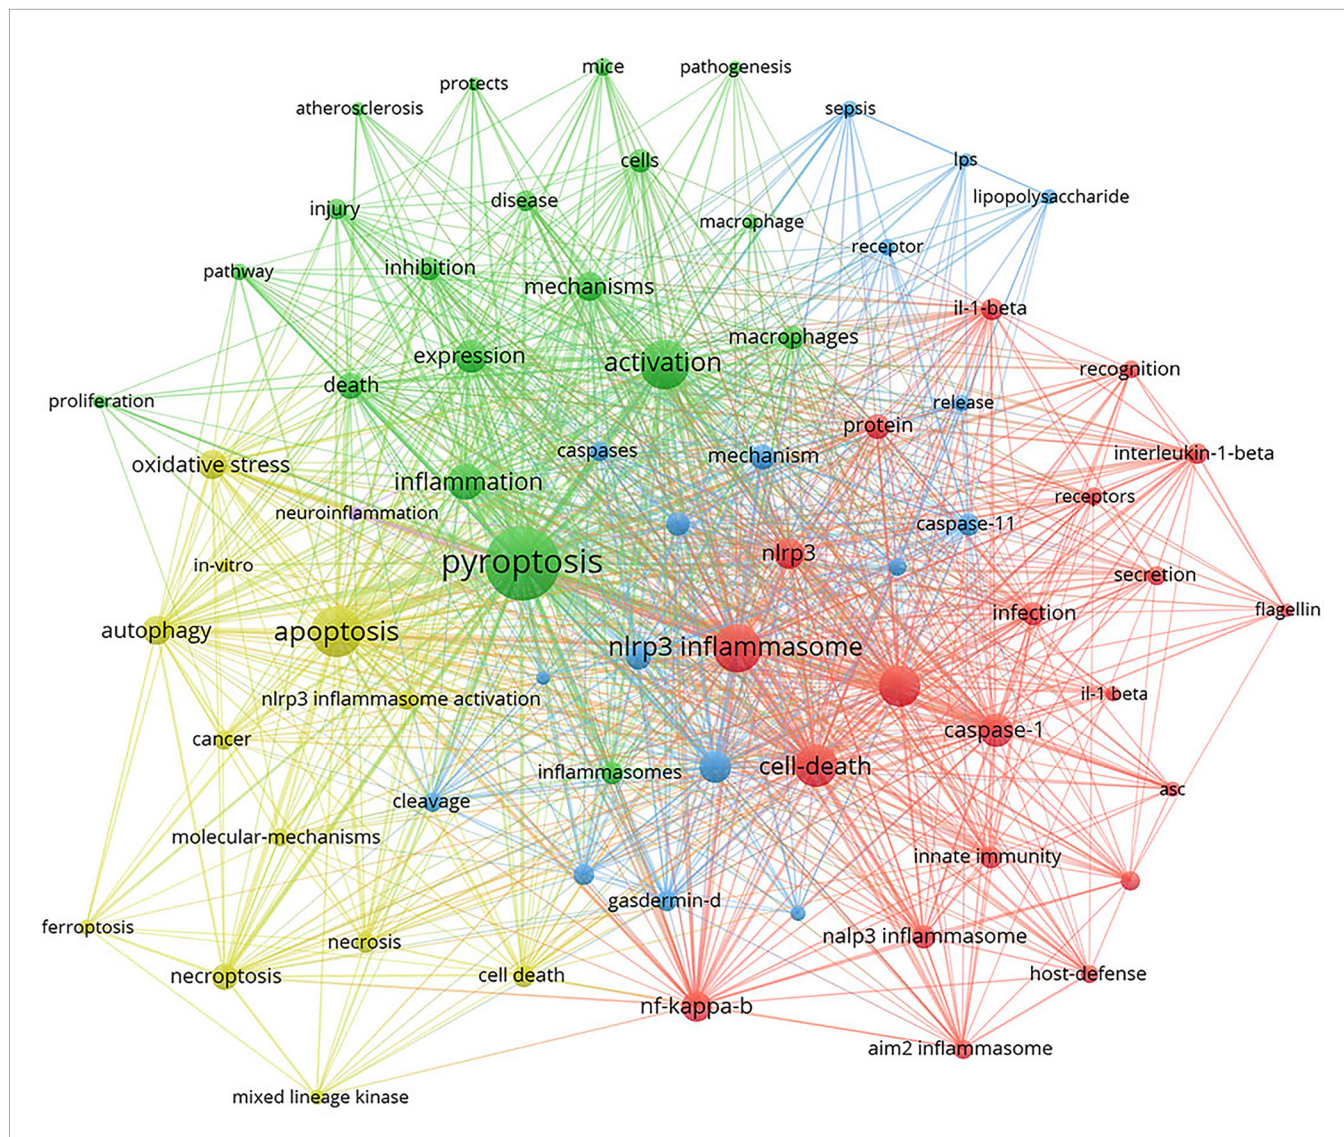 mice
pathogenesis
protects
atherosclerosis
sepsis
cells
lps
disease
lipopolysaccharide
injury
macrophage
receptor
pathway
inhibition
mechanisms
il-1-beta
macrophages
expression
activation
recognition
death
proliferation
release
protein
caspases
mechanism
interleukin-1-beta
oxidative stress
inflammation
receptors
neuroinflammation
caspase-11
pyroptosis
nlrp3
in-vitro
secretion
flagellin
infection
autophagy
apoptosis
nlrp3 inflammasome
il-1 beta
nlrp3 inflammasome activation
cancer
caspase-1
cell-death
inflammasomes
asc
cleavage
molecular-mechanisms
innate immunity
gasdermin-d
ferroptosis
necrosis
nalp3 inflammasome
necroptosis
cell death
host-defense
nf-kappa-b
aim2 inflammasome
mixed lineage kinase